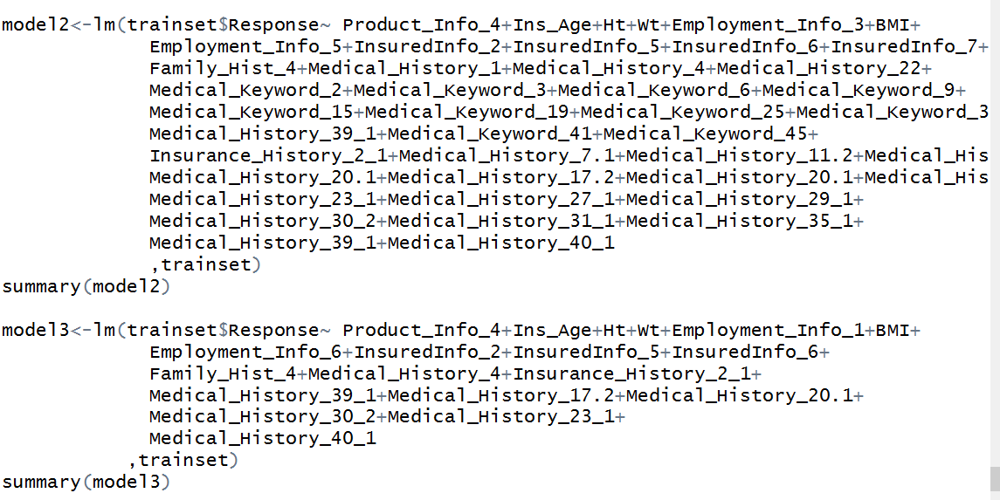 model2<-lm(trainset$Response~ Product_Info_4+Ins_Age+Ht+Wt+Employment_Info_3+BMI+
Employment_Info_5+InsuredInfo_2+InsuredInfo_5+InsuredInfo_6+InsuredInfo_7+
Family_Hist_4+Medical_History_1+Medical_History_4+Medical_History_22+
Medical_Keyword_2+Medical_Keyword_3+Medical_Keyword_6+Medical_Keyword_9+
Medical_Keyword_15+Medical_Keyword_19+Medical_Keyword_25+Medical_Keyword_3
Medical_History_39_1+Medical_Keyword_41+Medical_Keyword_45+
Insurance_History_2_1+Medical_History_7.1+Medical_History_11.2+Medical_His
Medical_History_20.1+Medical_History_17.2+Medical_History_20.1+Medical_His
Medical_History_23_1+Medical_History_27_1+Medical_History_29_1+
Medical_History_30_2+Medical_History_31_1+Medical_History_35_1+
Medical_History_39_1+Medical_History_40_1
,trainset)
summary(model2)
model3<-lm(trainset$Response~ Product_Info_4+Ins_Age+Ht+Wt+Employment_Info_1+BMI+
Employment_Info_6+InsuredInfo_2+InsuredInfo_5+InsuredInfo_6+
Family_Hist_4+Medical_History_4+Insurance_History_2_1+
Medical_History_39_1+Medical_History_17.2+Medical_History_20.1+
Medical_History_30_2+Medical_History_23_1+
Medical_History_40_1
,trainset)
summary(model3)